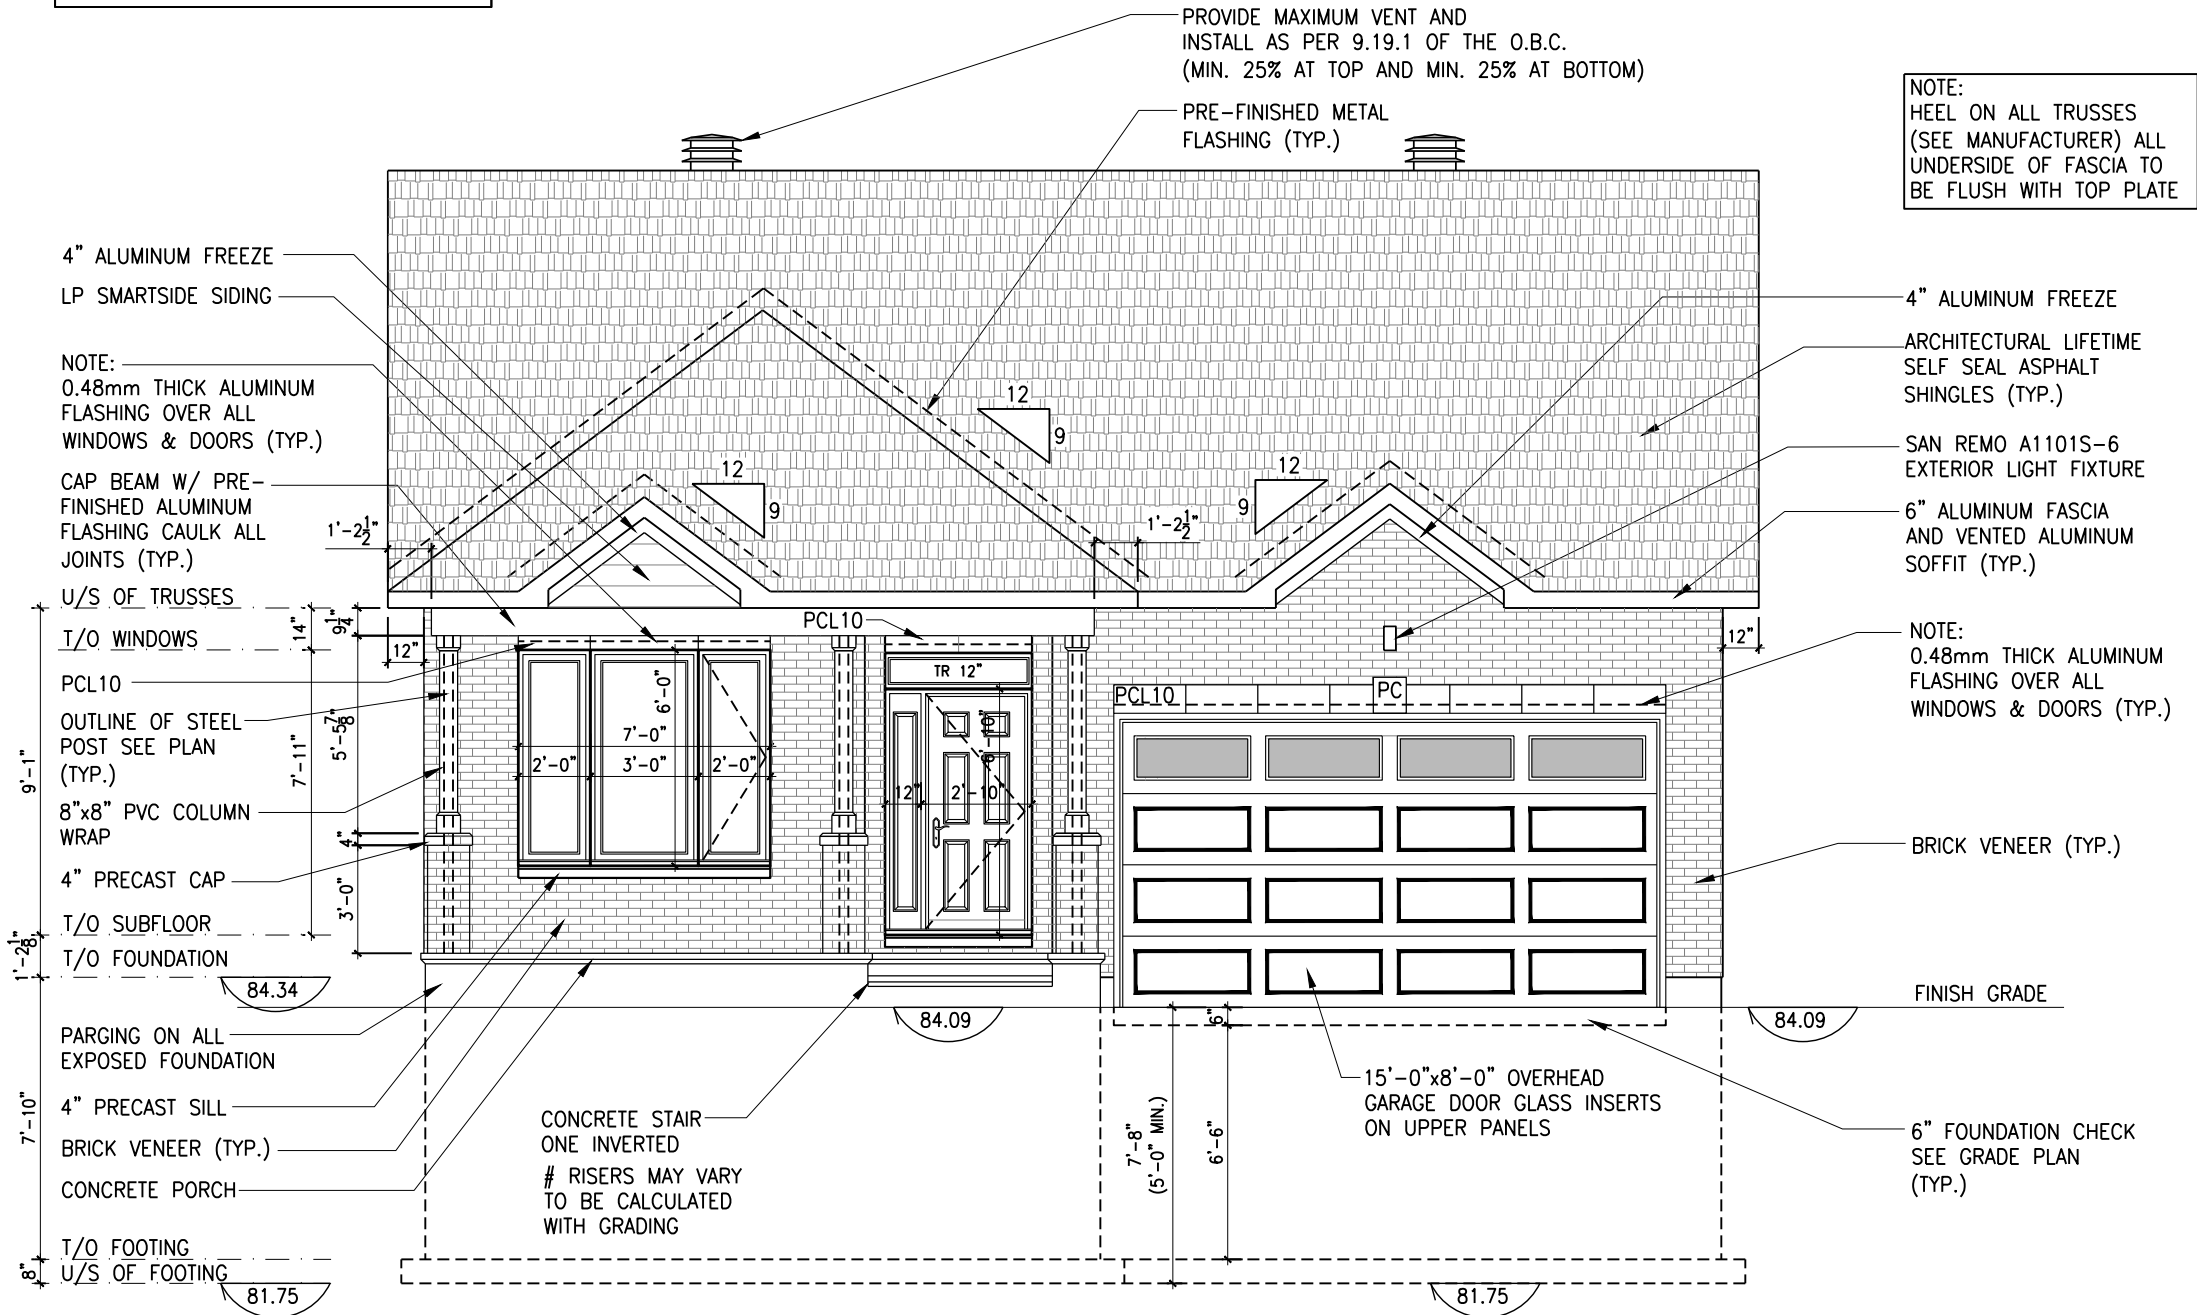 PROVIDE MAXIMUM VENT AND
INSTALL AS PER 9.19.1 OF THE O.B.C.
(MIN. 25% AT TOP AND MIN. 25% AT BOTTOM)
PRE-FINISHED METAL
FLASHING (TYP.)
NOTE:
HEEL ON ALL TRUSSES
(SEE MANUFACTURER) ALL
UNDERSIDE OF FASCIA TO
BE FLUSH WITH TOP PLATE
4" ALUMINUM FREEZE
LP SMARTSIDE SIDING
NOTE:
0.48mm THICK ALUMINUM
FLASHING OVER ALL
WINDOWS & DOORS (TYP.)
CAP BEAM W/ PRE-
FINISHED ALUMINUM
FLASHING CAULK ALL
JOINTS (TYP.)
U/S OF TRUSSES
T/O WINDOWS
PCL10
OUTLINE OF STEEL
POST SEE PLAN
(TYP.)
8"x8" PVC COLUMN
WRAP
4" PRECAST CAP
T/O SUBFLOOR
T/O FOUNDATION
84.34
PARGING ON ALL
EXPOSED FOUNDATION
4" PRECAST SILL
BRICK VENEER (TYP.)
CONCRETE PORCH
T/O FOOTING
U/S OF FOOTING
81.75
9'-1"
1'-2 1/8"
7'-10"
8"
14"
7'-11"
9 1/4"
5'-5 7/8"
4"
3'-0"
1'-2 1/2"
12"
12
9
12
9
12
9
1'-2 1/2"
12"
PCL10
TR 12"
6'-0"
7'-0"
2'-0"
3'-0"
2'-0"
6'-10"
12"
2'-10"
PCL10
PC
84.09
84.09
6"
7'-8"
(5'-0" MIN.)
6'-6"
CONCRETE STAIR
ONE INVERTED
# RISERS MAY VARY
TO BE CALCULATED
WITH GRADING
15'-0"x8'-0" OVERHEAD
GARAGE DOOR GLASS INSERTS
ON UPPER PANELS
81.75
4" ALUMINUM FREEZE
ARCHITECTURAL LIFETIME
SELF SEAL ASPHALT
SHINGLES (TYP.)
SAN REMO A1101S-6
EXTERIOR LIGHT FIXTURE
6" ALUMINUM FASCIA
AND VENTED ALUMINUM
SOFFIT (TYP.)
NOTE:
0.48mm THICK ALUMINUM
FLASHING OVER ALL
WINDOWS & DOORS (TYP.)
BRICK VENEER (TYP.)
FINISH GRADE
6" FOUNDATION CHECK
SEE GRADE PLAN
(TYP.)